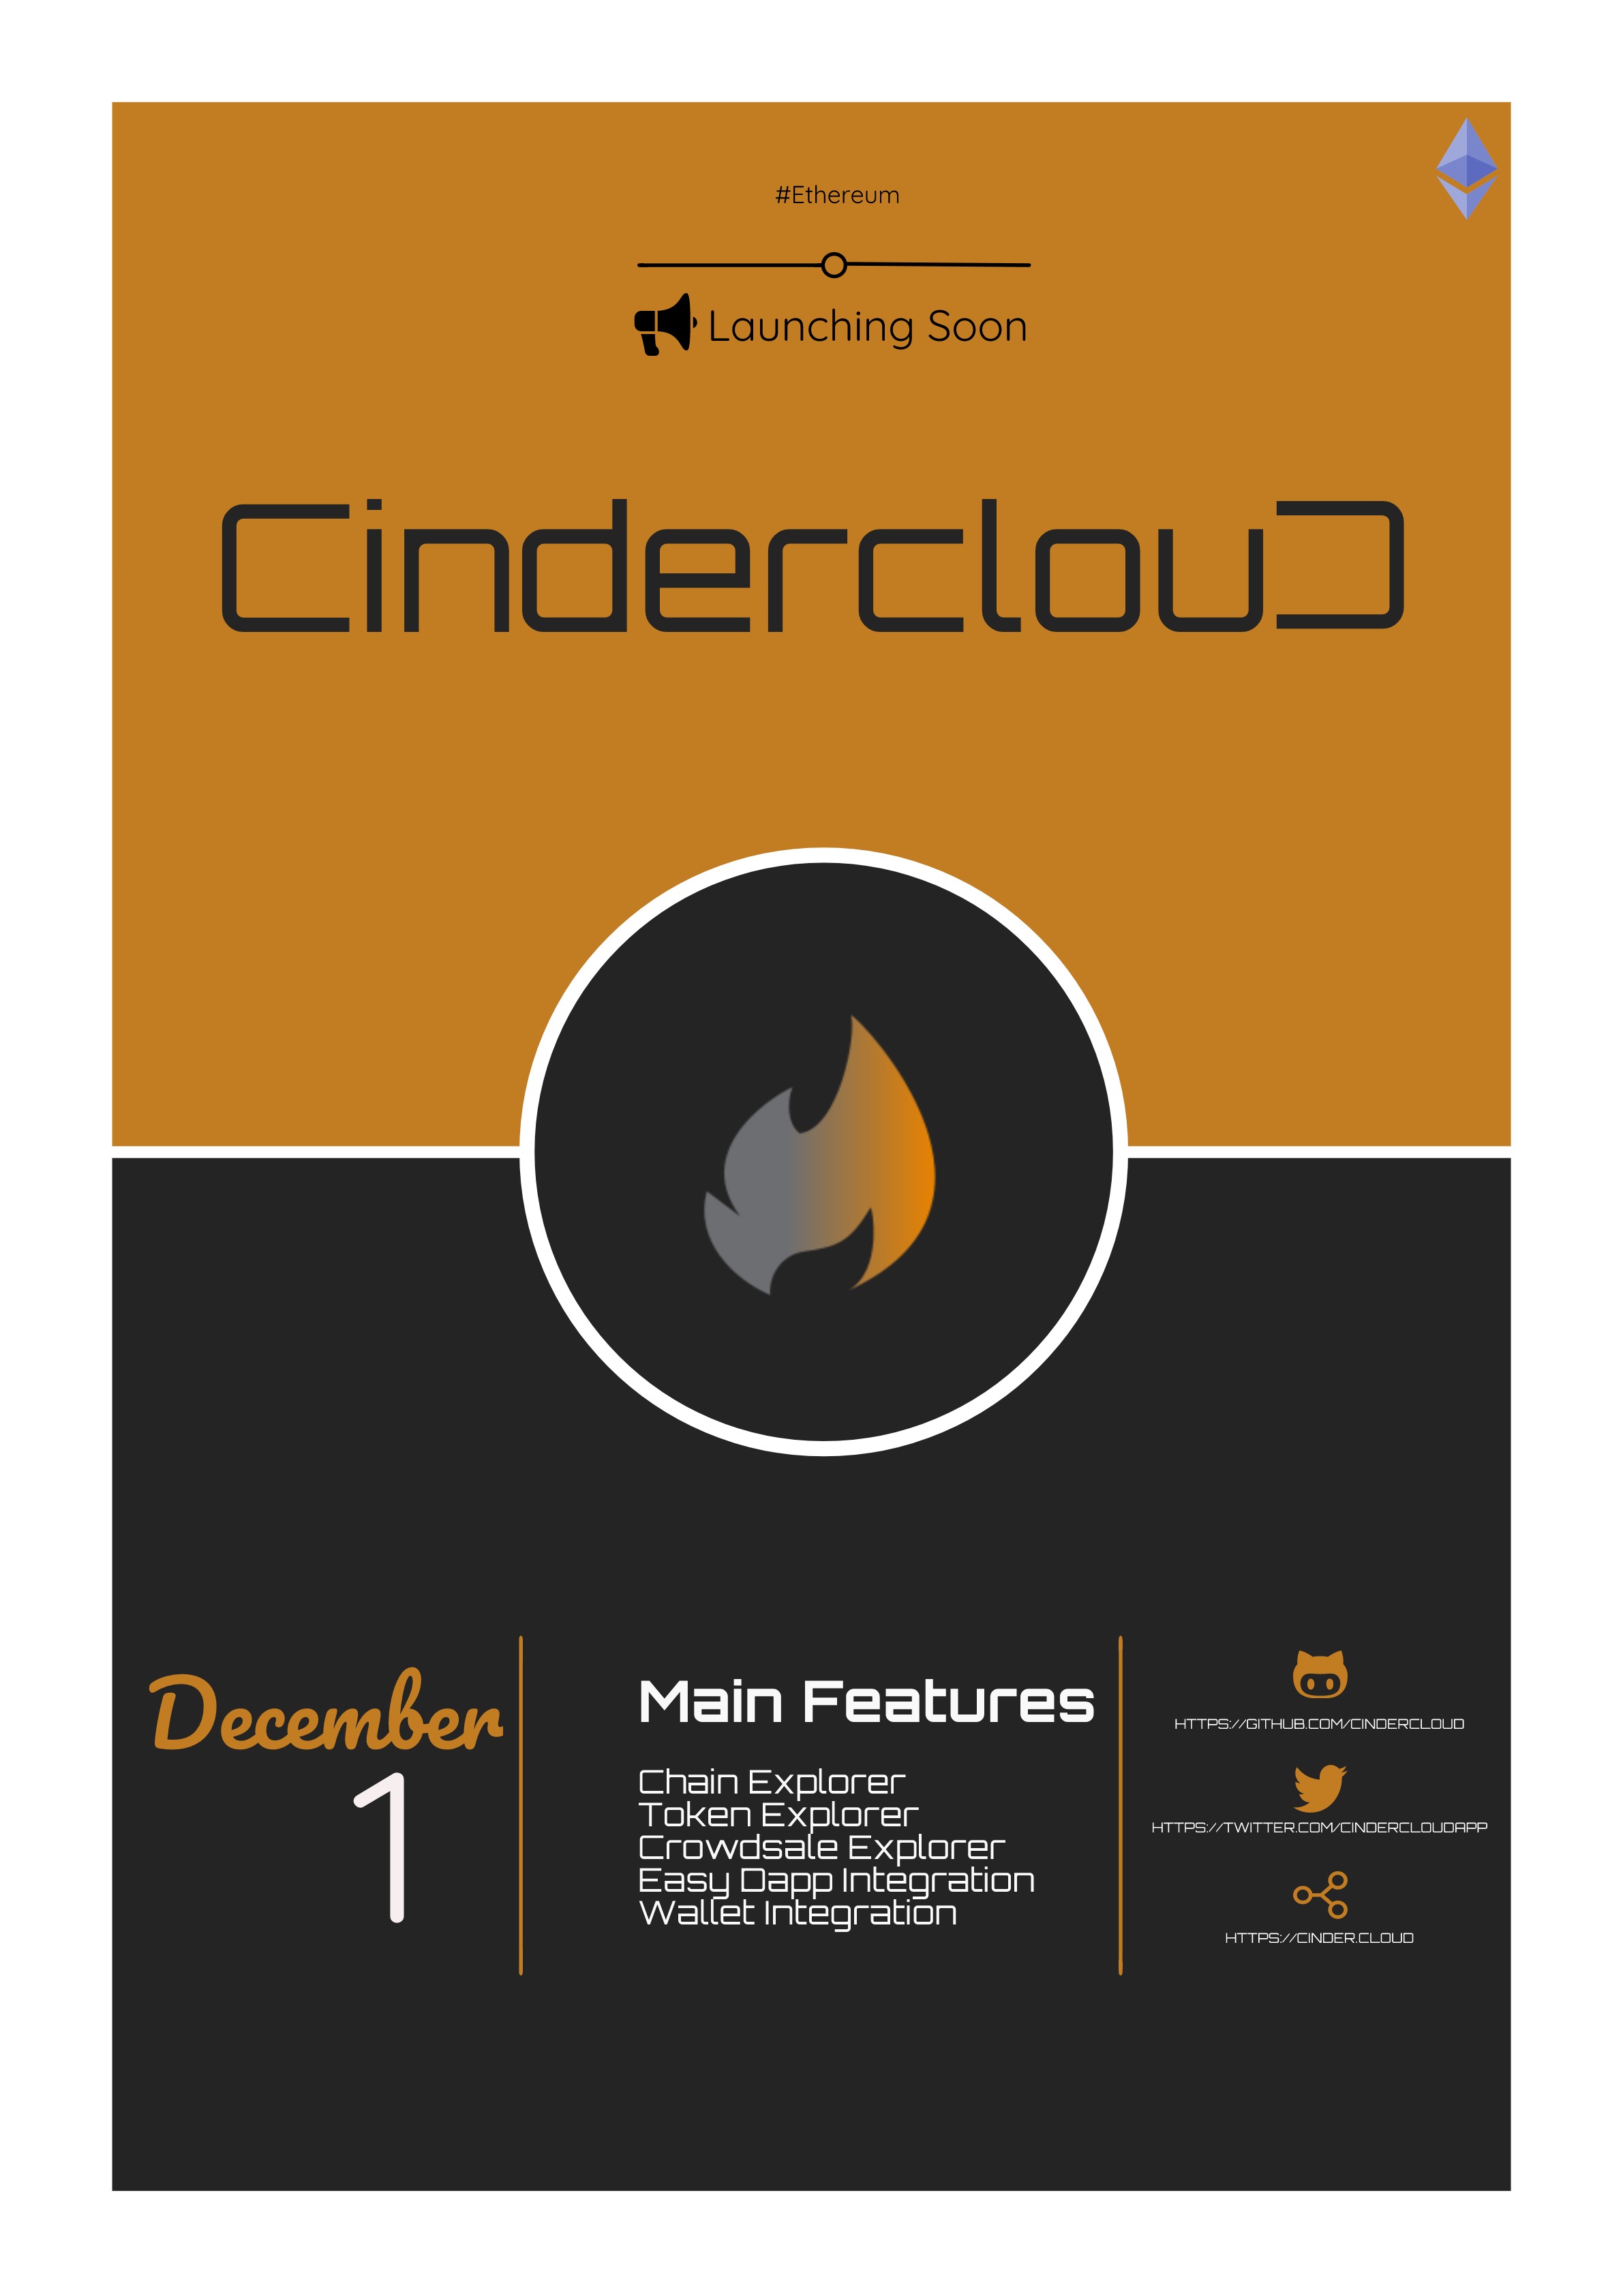 #Ethereum
Launching Soon
CinderclouD
December
1
Main Features
Chain Explorer
Token Explorer
Crowdsale Explorer
Easy Dapp Integration
Wallet Integration
HTTPS://GITHUB.COM/CINDERCLOUD
HTTPS://TWITTER.COM/CINDERCLOUDAPP
HTTPS://CINDER.CLOUD